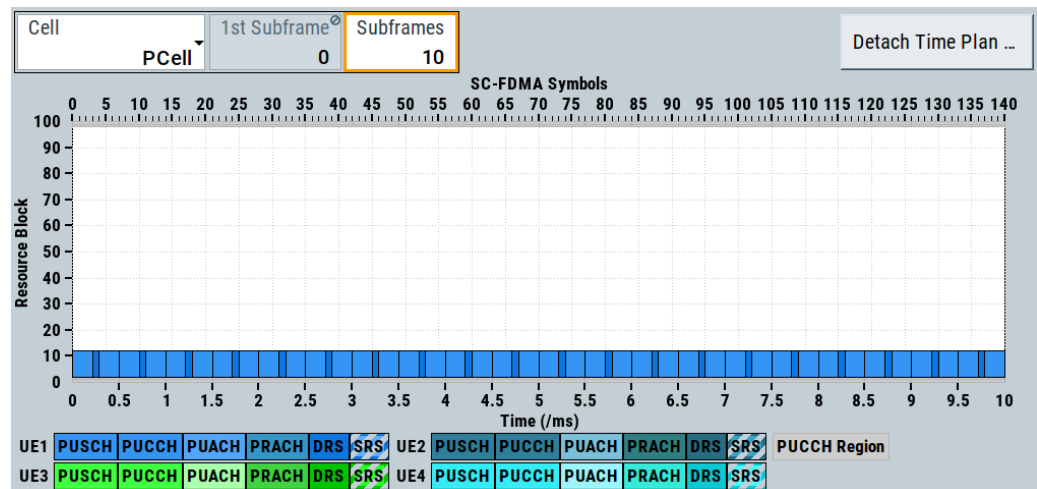 Cell
PCell
1st Subframe
0
Subframes
10
Detach Time Plan ...
SC-FDMA Symbols
0 5 10 15 20 25 30 35 40 45 50 55 60 65 70 75 80 85 90 95 100 105 110 115 120 125 130 135 140
100
90
80
70
60
50
40
30
20
10
0
Resource Block
0 0.5 1 1.5 2 2.5 3 3.5 4 4.5 5 5.5 6 6.5 7 7.5 8 8.5 9 9.5 10
Time (/ms)
UE1 PUSCH PUCCH PUACH PRACH DRS SRS UE2 PUSCH PUCCH PUACH PRACH DRS SRS PUCCH Region
UE3 PUSCH PUCCH PUACH PRACH DRS SRS UE4 PUSCH PUCCH PUACH PRACH DRS SRS